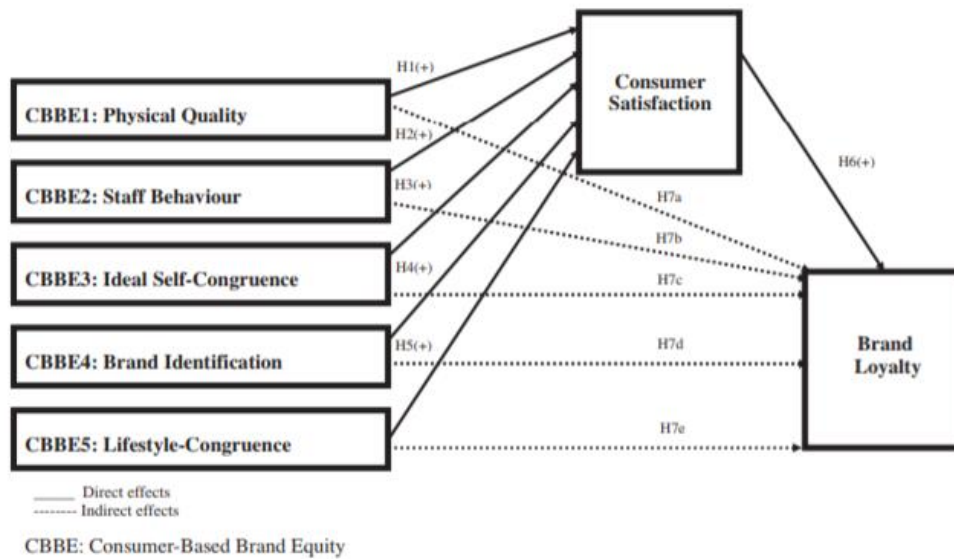 H1(+)
Consumer
Satisfaction
CBBE1: Physical Quality
H2(+)
H6(+)
CBBE2: Staff Behaviour
H3(+)
H7a
H7b
CBBE3: Ideal Self-Congruence
H4(+)
H7c
CBBE4: Brand Identification
H5(+)
H7d
Brand
Loyalty
CBBE5: Lifestyle-Congruence
H7e
Direct effects
Indirect effects
CBBE: Consumer-Based Brand Equity